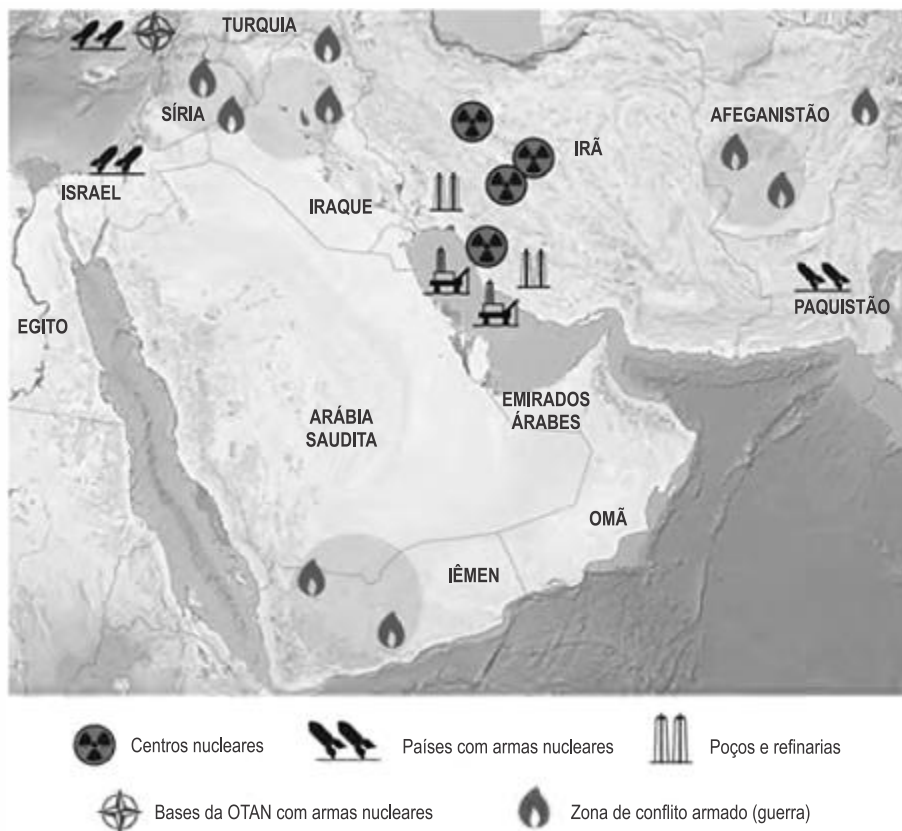 TURQUIA
SÍRIA
AFEGANISTÃO
IRÃ
ISRAEL
IRAQUE
PAQUISTÃO
EGITO
EMIRADOS
ÁRABES
ARÁBIA
SAUDITA
OMÃ
IÊMEN
Centros nucleares
Países com armas nucleares
Poços e refinarias
Bases da OTAN com armas nucleares
Zona de conflito armado (guerra)